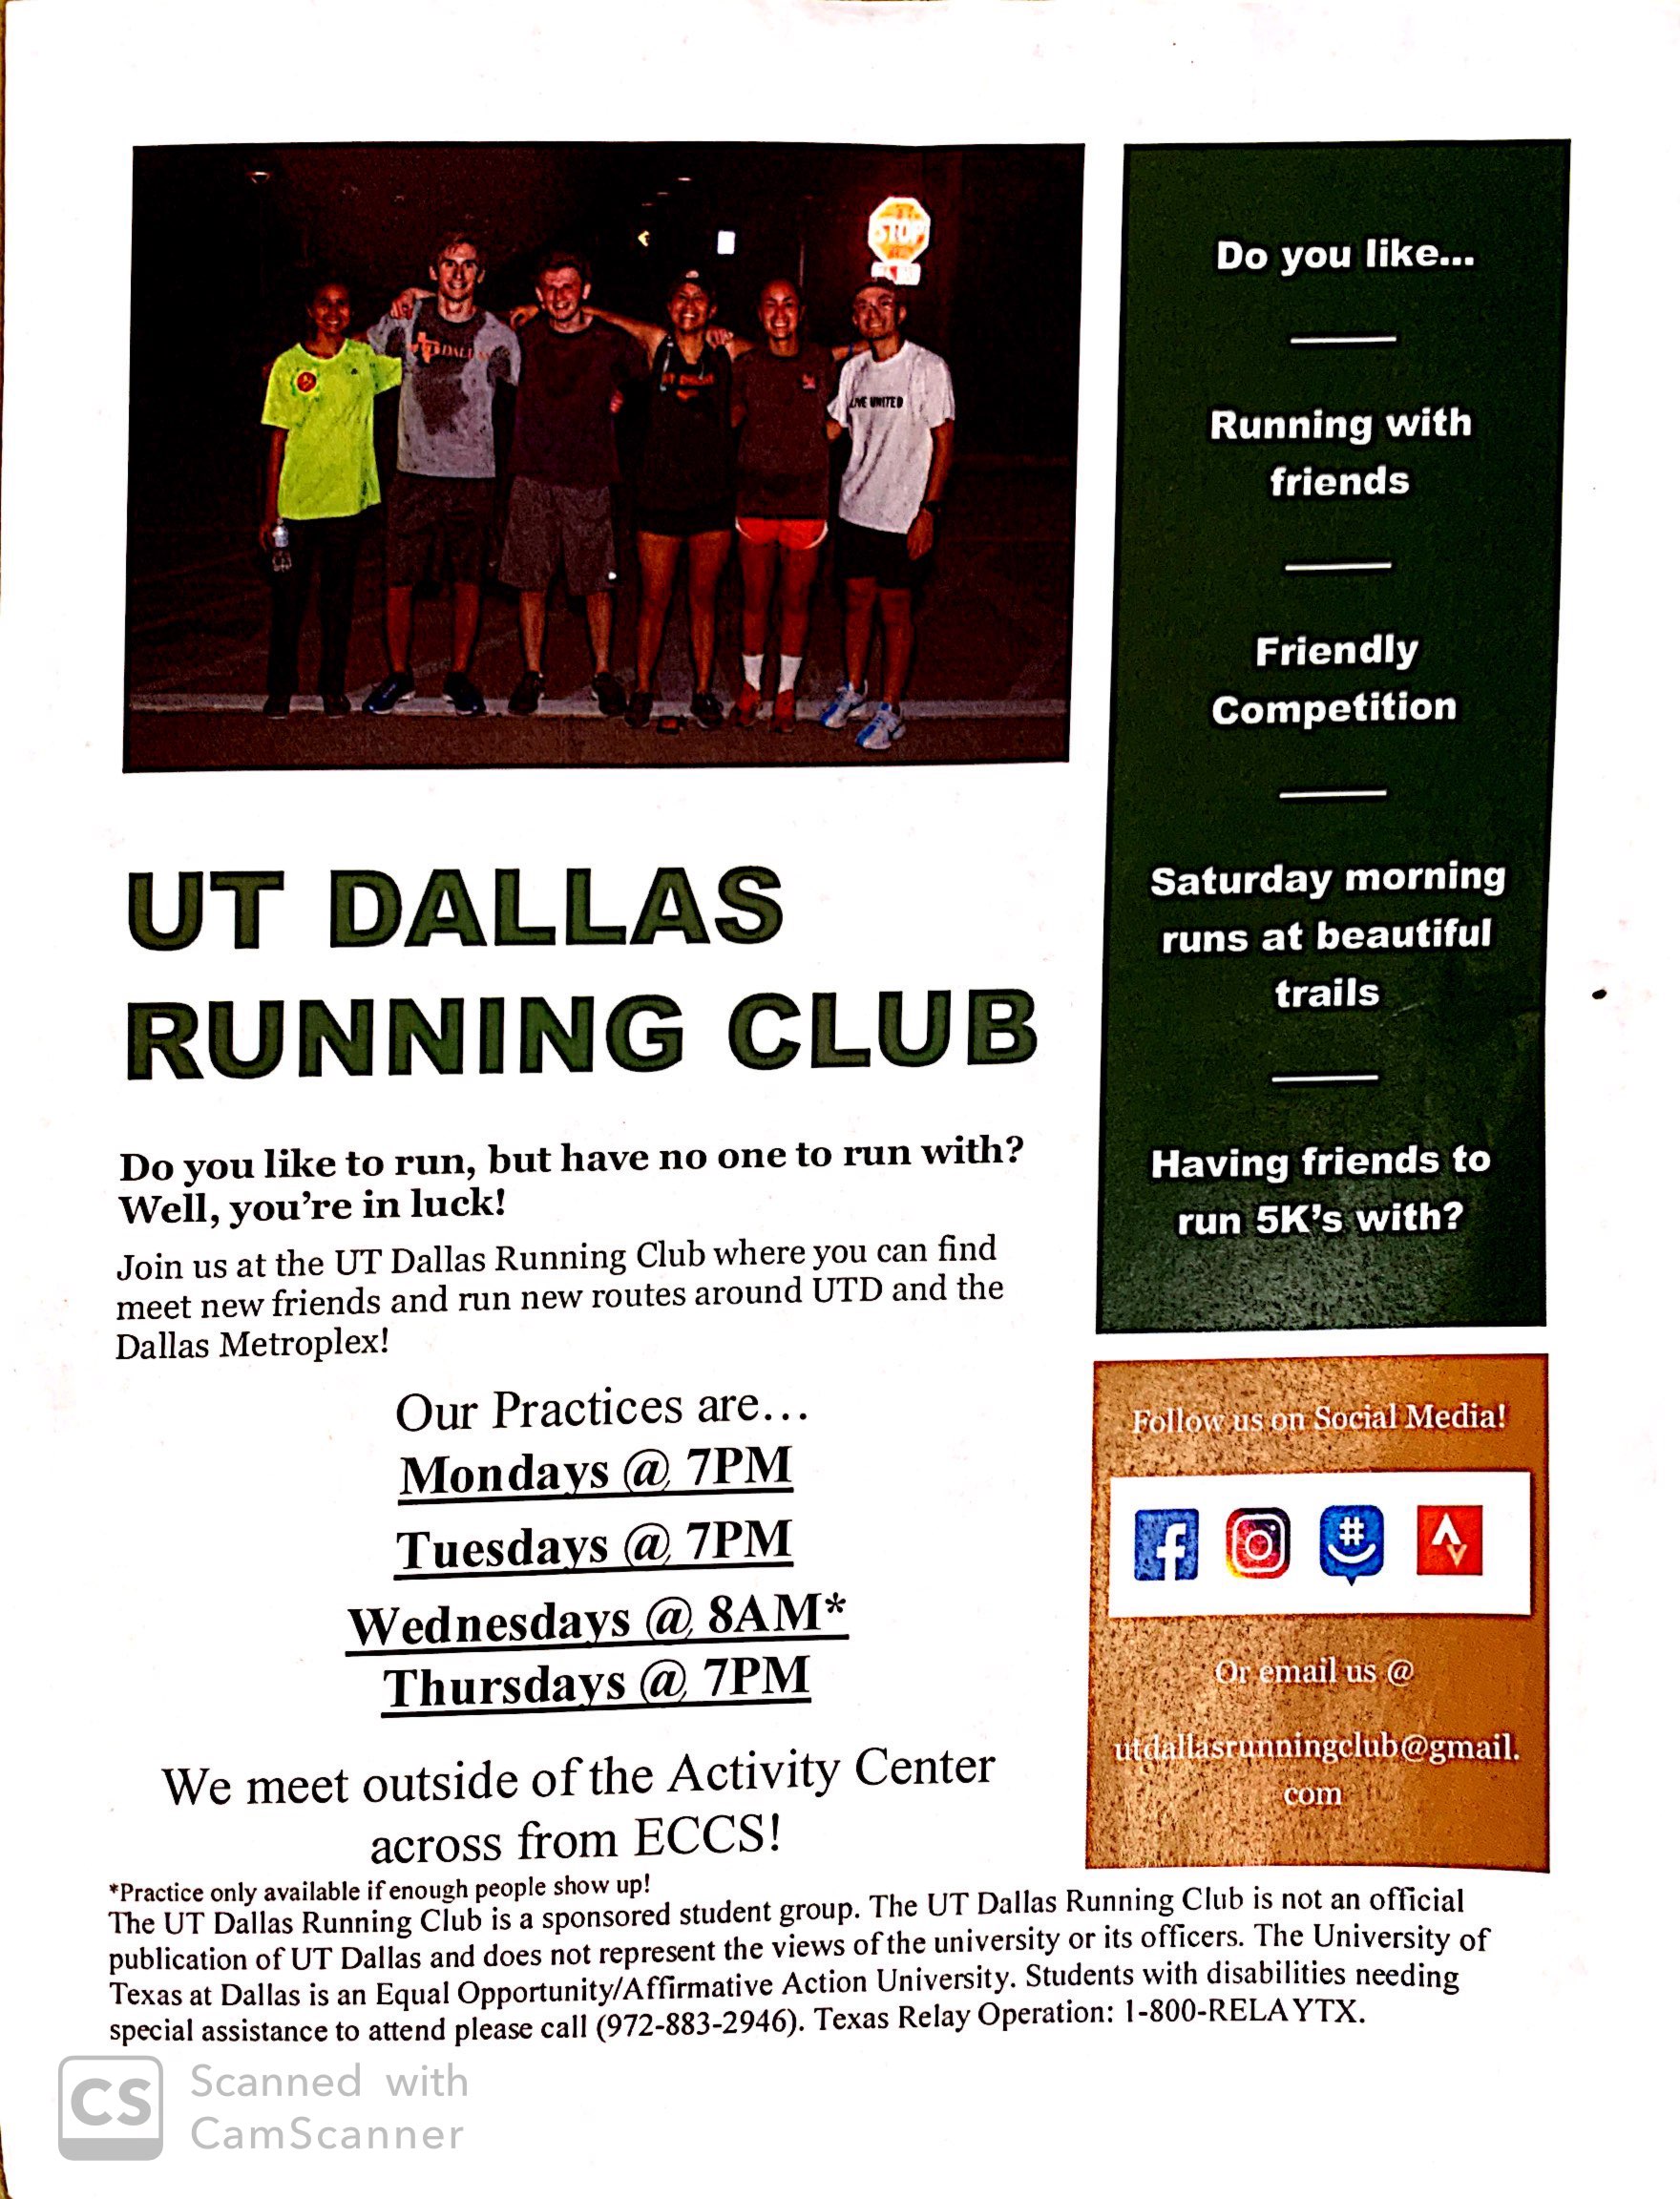 STOP
DALL
UT DALLAS
LIVE UNITED
Do you like...
Running with
friends
Friendly
Competition
Saturday morning
runs at beautiful
trails
Having friends to
run 5K's with?
UT DALLAS
RUNNING CLUB
Do you like to run, but have no one to run with?
Well, you're in luck!
Join us at the UT Dallas Running Club where you can find
meet new friends and run new routes around UTD and the
Dallas Metroplex!
Our Practices are...
Mondays @ 7PM
Tuesdays @ 7PM
Wednesdays @ 8AM*
Thursdays @ 7PM
We meet outside of the Activity Center
across from ECCS!
Follow us on Social Media!
Or email us @
utdallasrunningclub@gmail.
com
*Practice only available if enough people show up!
The UT Dallas Running Club is a sponsored student group. The UT Dallas Running Club is not an official
publication of UT Dallas and does not represent the views of the university or its officers. The University of
Texas at Dallas is an Equal Opportunity/Affirmative Action University. Students with disabilities needing
special assistance to attend please call (972-883-2946). Texas Relay Operation: 1-800-RELAYTX.
CS
Scanned with
CamScanner